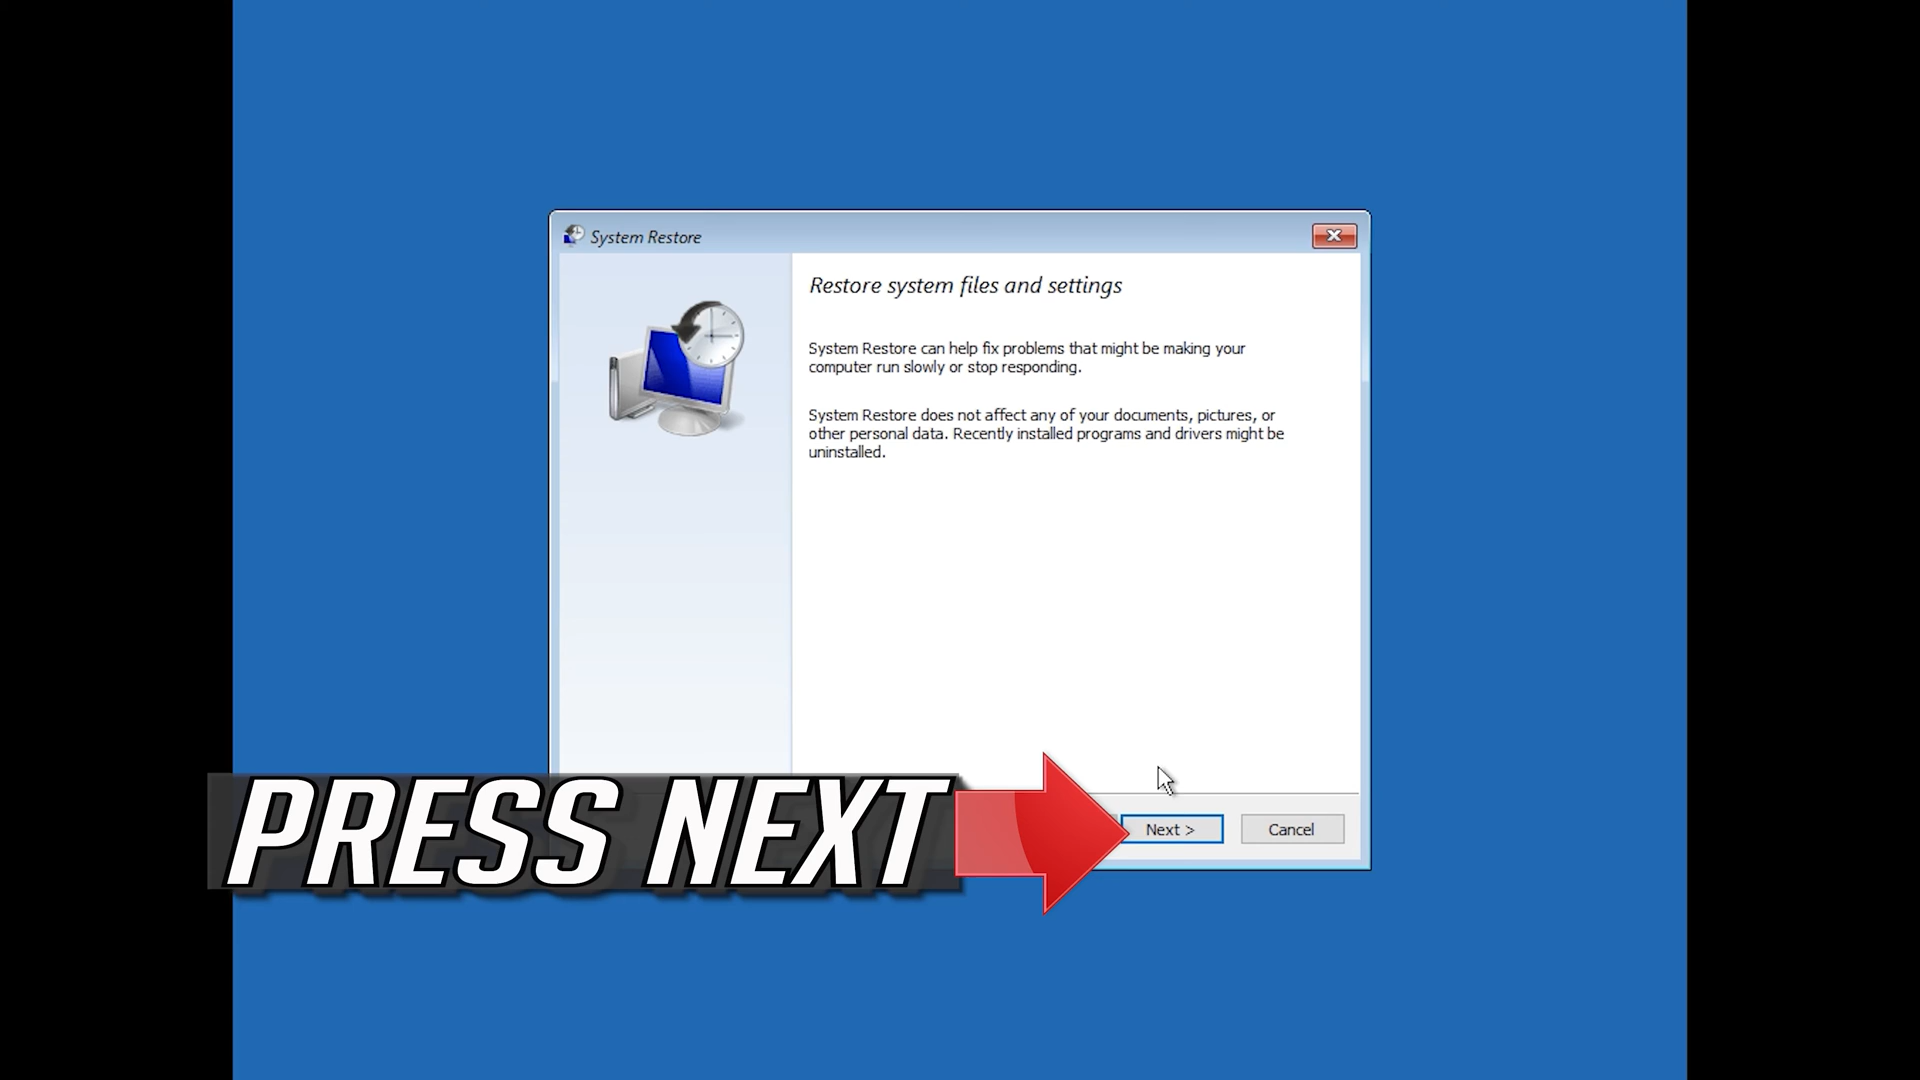 System Restore
Restore system files and settings
System Restore can help fix problems that might be making your
computer run slowly or stop responding.
System Restore does not affect any of your documents, pictures, or
other personal data. Recently installed programs and drivers might be
uninstalled.
PRESS NEXT
Next >
Cancel